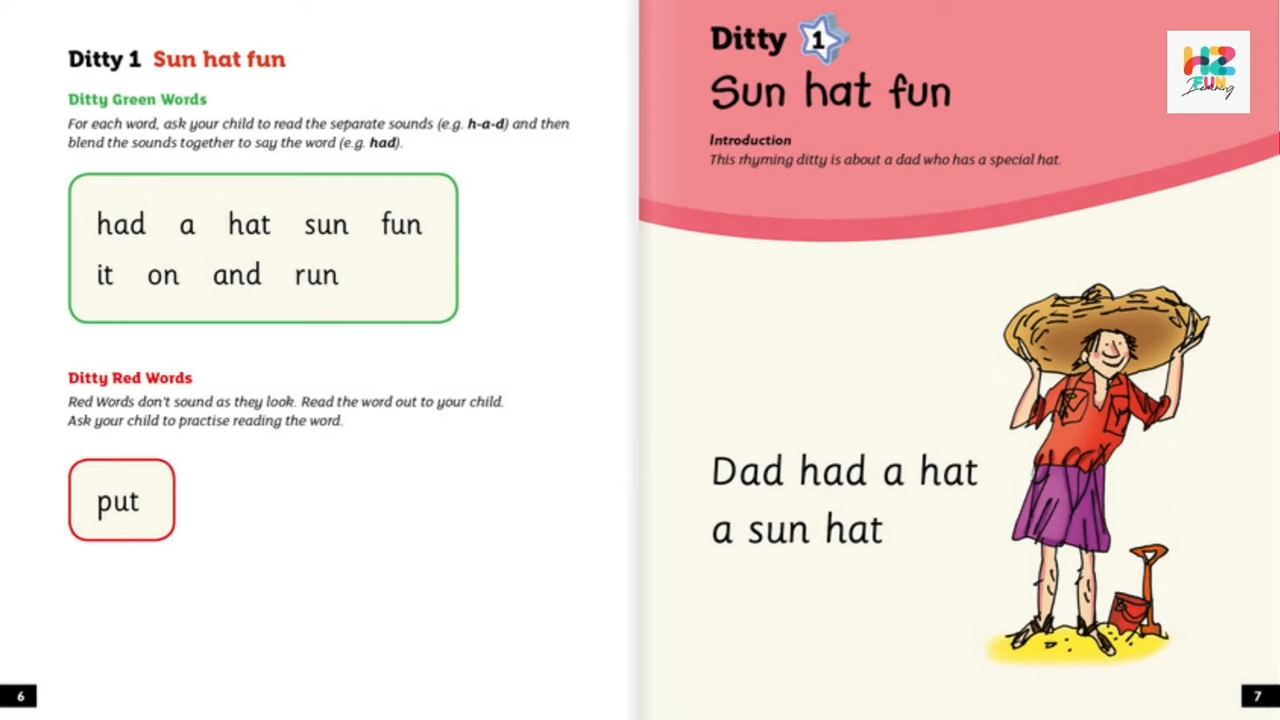 Ditty 1 Sun hat fun
Ditty Green Words
For each word, ask your child to read the separate sounds (e.g. h-a-d) and then
blend the sounds together to say the word (e.g. had).
had a hat sun fun
it on and run
Ditty Red Words
Red Words don't sound as they look. Read the word out to your child.
Ask your child to practise reading the word.
put
6
Ditty 1
Sun hat fun
Introduction
This rhyming ditty is about a dad who has a special hat.
Dad had a hat
a sun hat
7
HZ
FUN
Learning